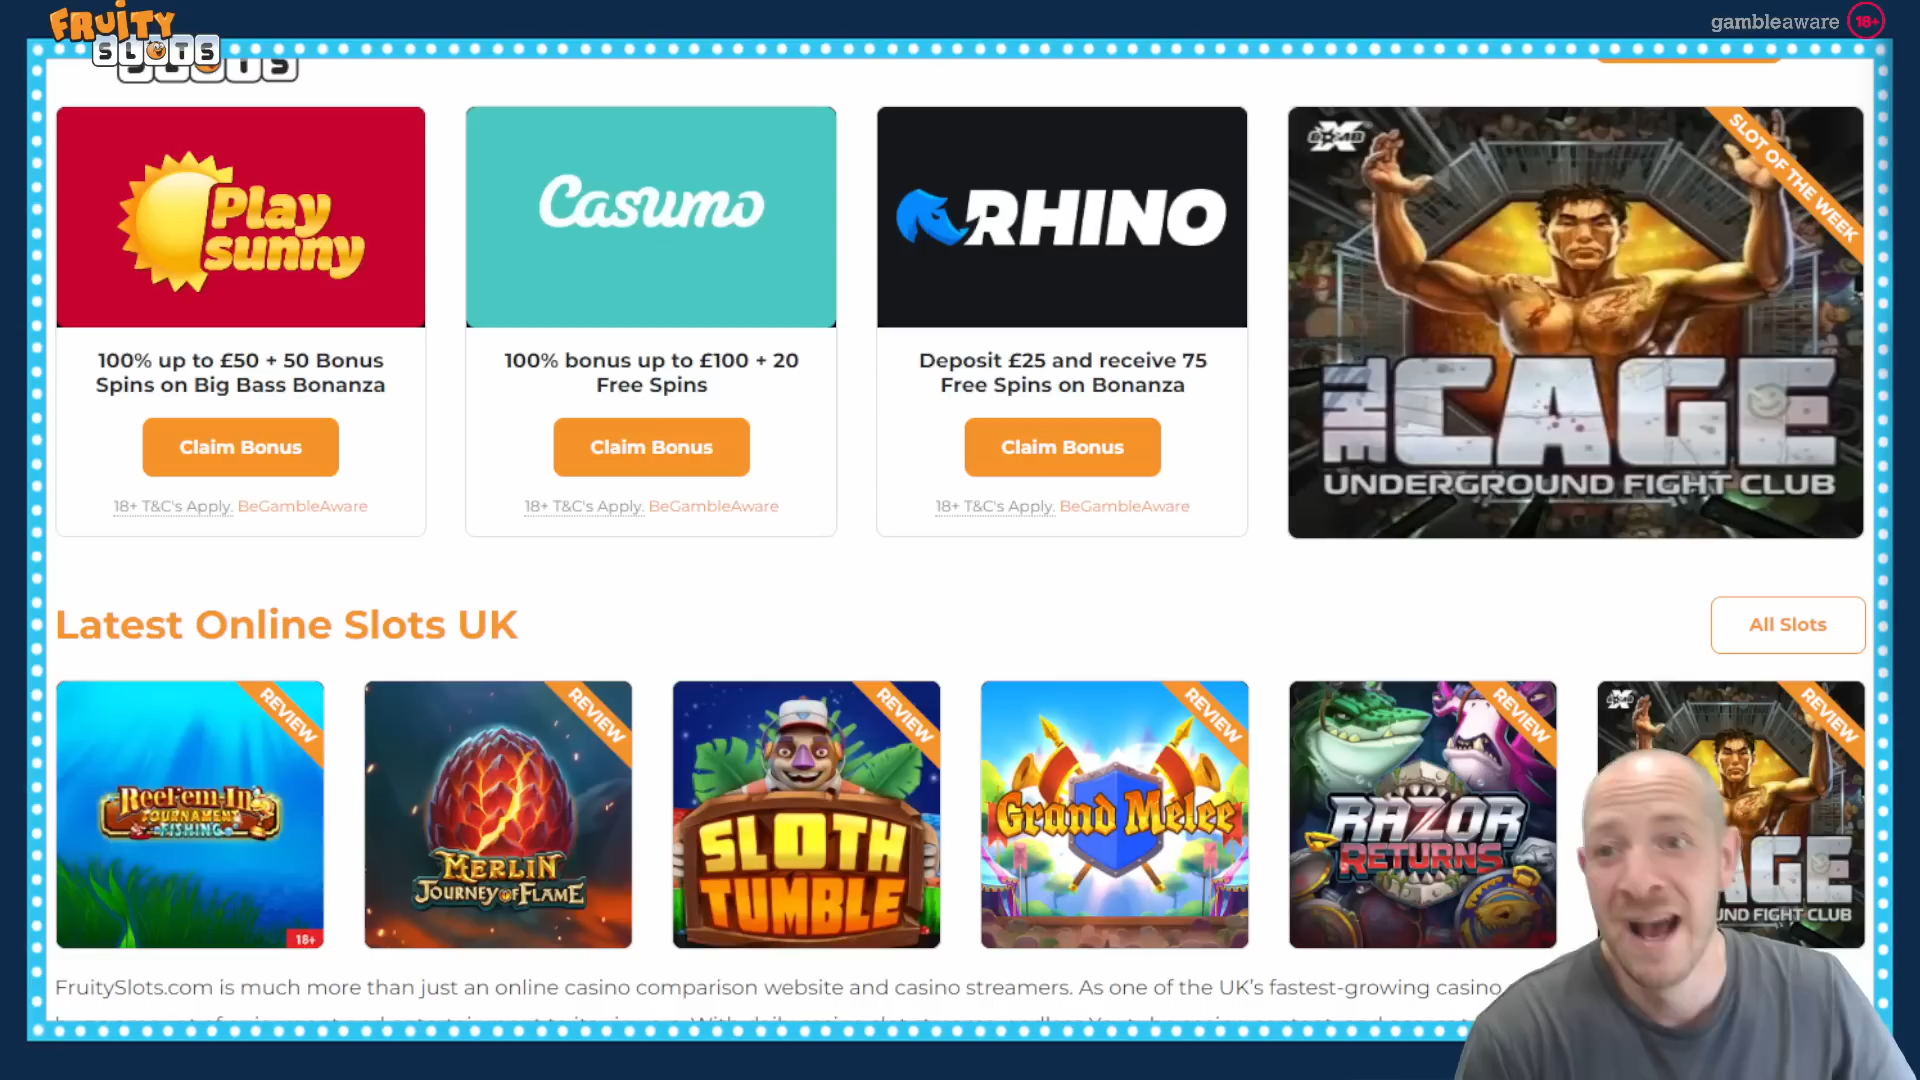 FRUITY
SLOTS
gambleaware 18+
SLOTS
Play
sunny
100% up to £50 + 50 Bonus
Spins on Big Bass Bonanza
Claim Bonus
18+ T&C's Apply. BeGambleAware
Casumo
100% bonus up to £100 + 20
Free Spins
Claim Bonus
18+ T&C's Apply. BeGambleAware
RHINO
Deposit £25 and receive 75
Free Spins on Bonanza
Claim Bonus
18+ T&C's Apply. BeGambleAware
SLOT OF THE WEEK
THE CAGE
UNDERGROUND FIGHT CLUB
Latest Online Slots UK
All Slots
REVIEW
Reel 'em In!
TOURNAMENT
FISHING
18+
REVIEW
MERLIN
JOURNEY OF FLAME
REVIEW
SLOTH
TUMBLE
REVIEW
Grand Melee
REVIEW
RAZOR
RETURNS
REVIEW
AGE
UND FIGHT CLUB
FruitySlots.com is much more than just an online casino comparison website and casino streamers. As one of the UK's fastest-growing casino